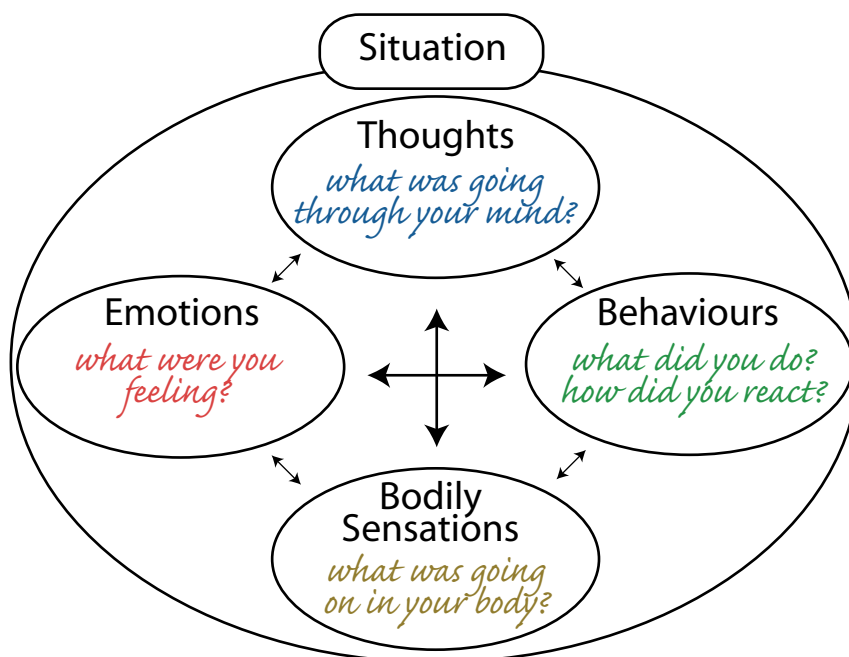 Situation
Thoughts
what was going
through your mind?
Emotions
what were you
feeling?
Behaviours
what did you do?
how did you react?
Bodily
Sensations
what was going
on in your body?